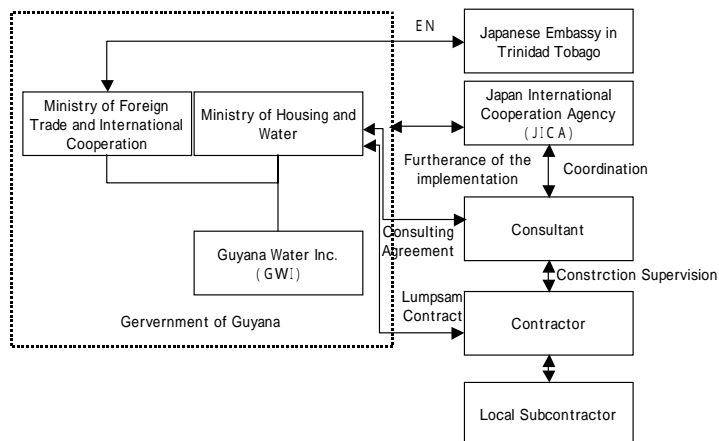 EN
Japanese Embassy in
Trinidad Tobago
Ministry of Foreign
Trade and International
Cooperation
Ministry of Housing and
Water
Japan International
Cooperation Agency
(JICA)
Furtherance of the
implementation
Coordination
Consulting
Agreement
Consultant
Guyana Water Inc.
(GWI)
Constrction Supervision
Lumpsam
Contract
Contractor
Gervernment of Guyana
Local Subcontractor